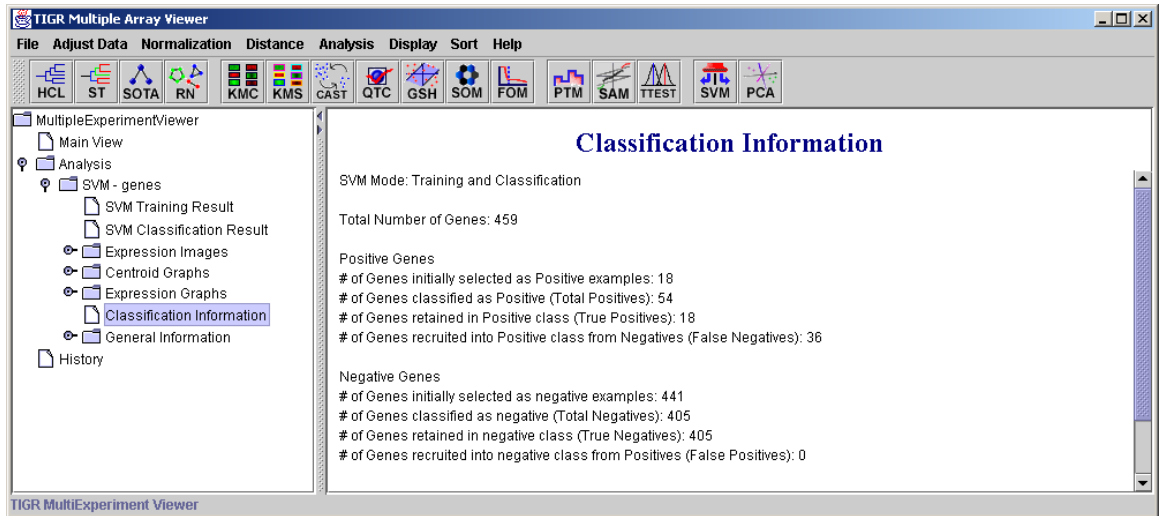 TIGR Multiple Array Viewer
File Adjust Data Normalization Distance Analysis Display Sort Help
HCL ST SOTA RN KMC KMS CAST QTC GSH SOM FOM PTM SAM TTEST SVM PCA
MultipleExperimentViewer
Main View
Analysis
SVM - genes
SVM Training Result
SVM Classification Result
Expression Images
Centroid Graphs
Expression Graphs
Classification Information
General Information
History
Classification Information
SVM Mode: Training and Classification
Total Number of Genes: 459
Positive Genes
# of Genes initially selected as Positive examples: 18
# of Genes classified as Positive (Total Positives): 54
# of Genes retained in Positive class (True Positives): 18
# of Genes recruited into Positive class from Negatives (False Negatives): 36
Negative Genes
# of Genes initially selected as negative examples: 441
# of Genes classified as negative (Total Negatives): 405
# of Genes retained in negative class (True Negatives): 405
# of Genes recruited into negative class from Positives (False Positives): 0
TIGR MultiExperiment Viewer